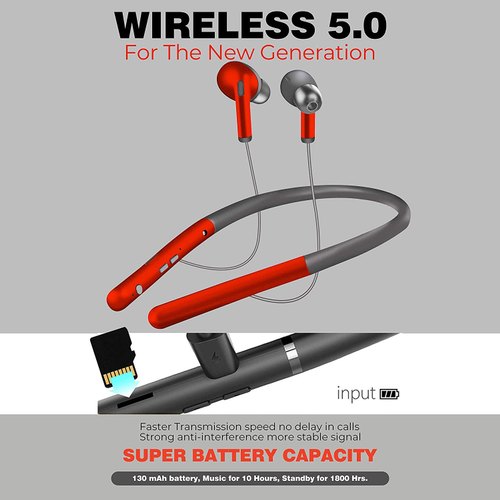 WIRELESS 5.0
For The New Generation
input
Faster Transmission speed no delay in calls
Strong anti-interference more stable signal
SUPER BATTERY CAPACITY
130 mAh battery, Music for 10 Hours, Standby for 1800 Hrs.